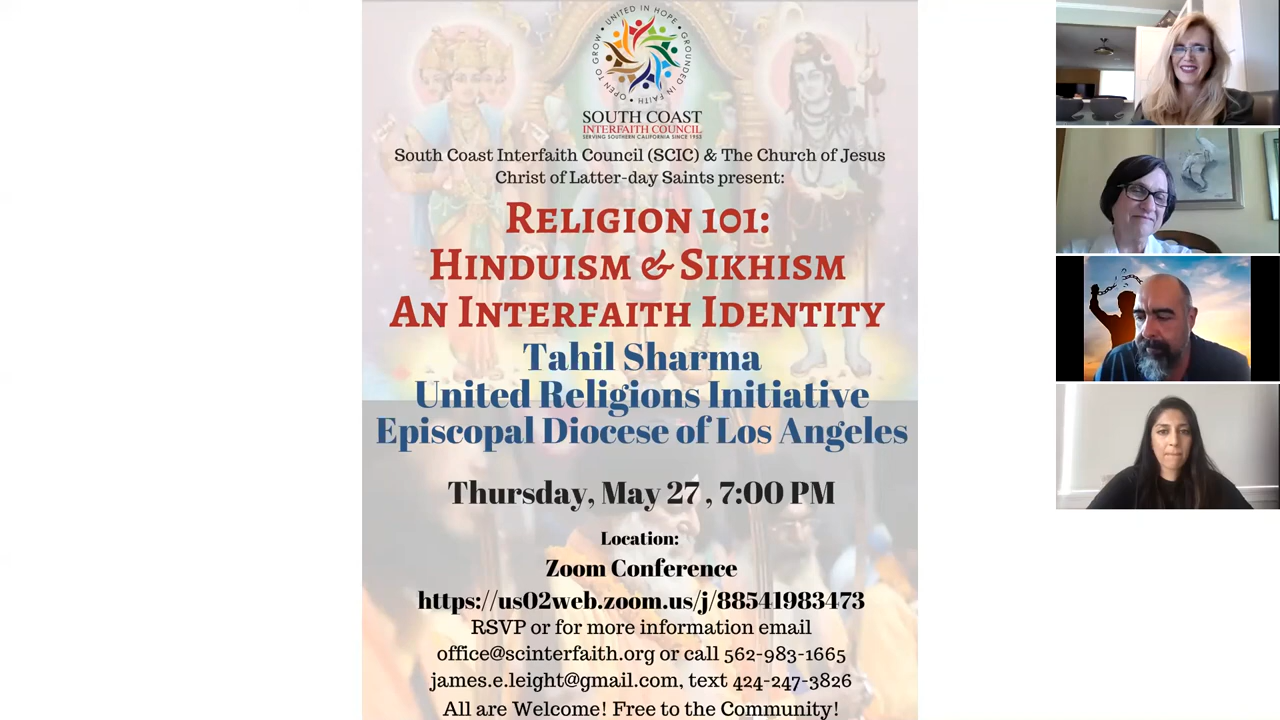 UNITED IN HOPE • GROUNDED IN FAITH • OPEN TO GROW •
SOUTH COAST
INTERFAITH COUNCIL
SERVING SOUTHERN CALIFORNIA SINCE 1953
South Coast Interfaith Council (SCIC) & The Church of Jesus
Christ of Latter-day Saints present:
Religion 101:
Hinduism & Sikhism
An Interfaith Identity
Tahil Sharma
United Religions Initiative
Episcopal Diocese of Los Angeles
Thursday, May 27 , 7:00 PM
Location:
Zoom Conference
https://us02web.zoom.us/j/88541983473
RSVP or for more information email
office@scinterfaith.org or call 562-983-1665
james.e.leight@gmail.com, text 424-247-3826
All are Welcome! Free to the Community!